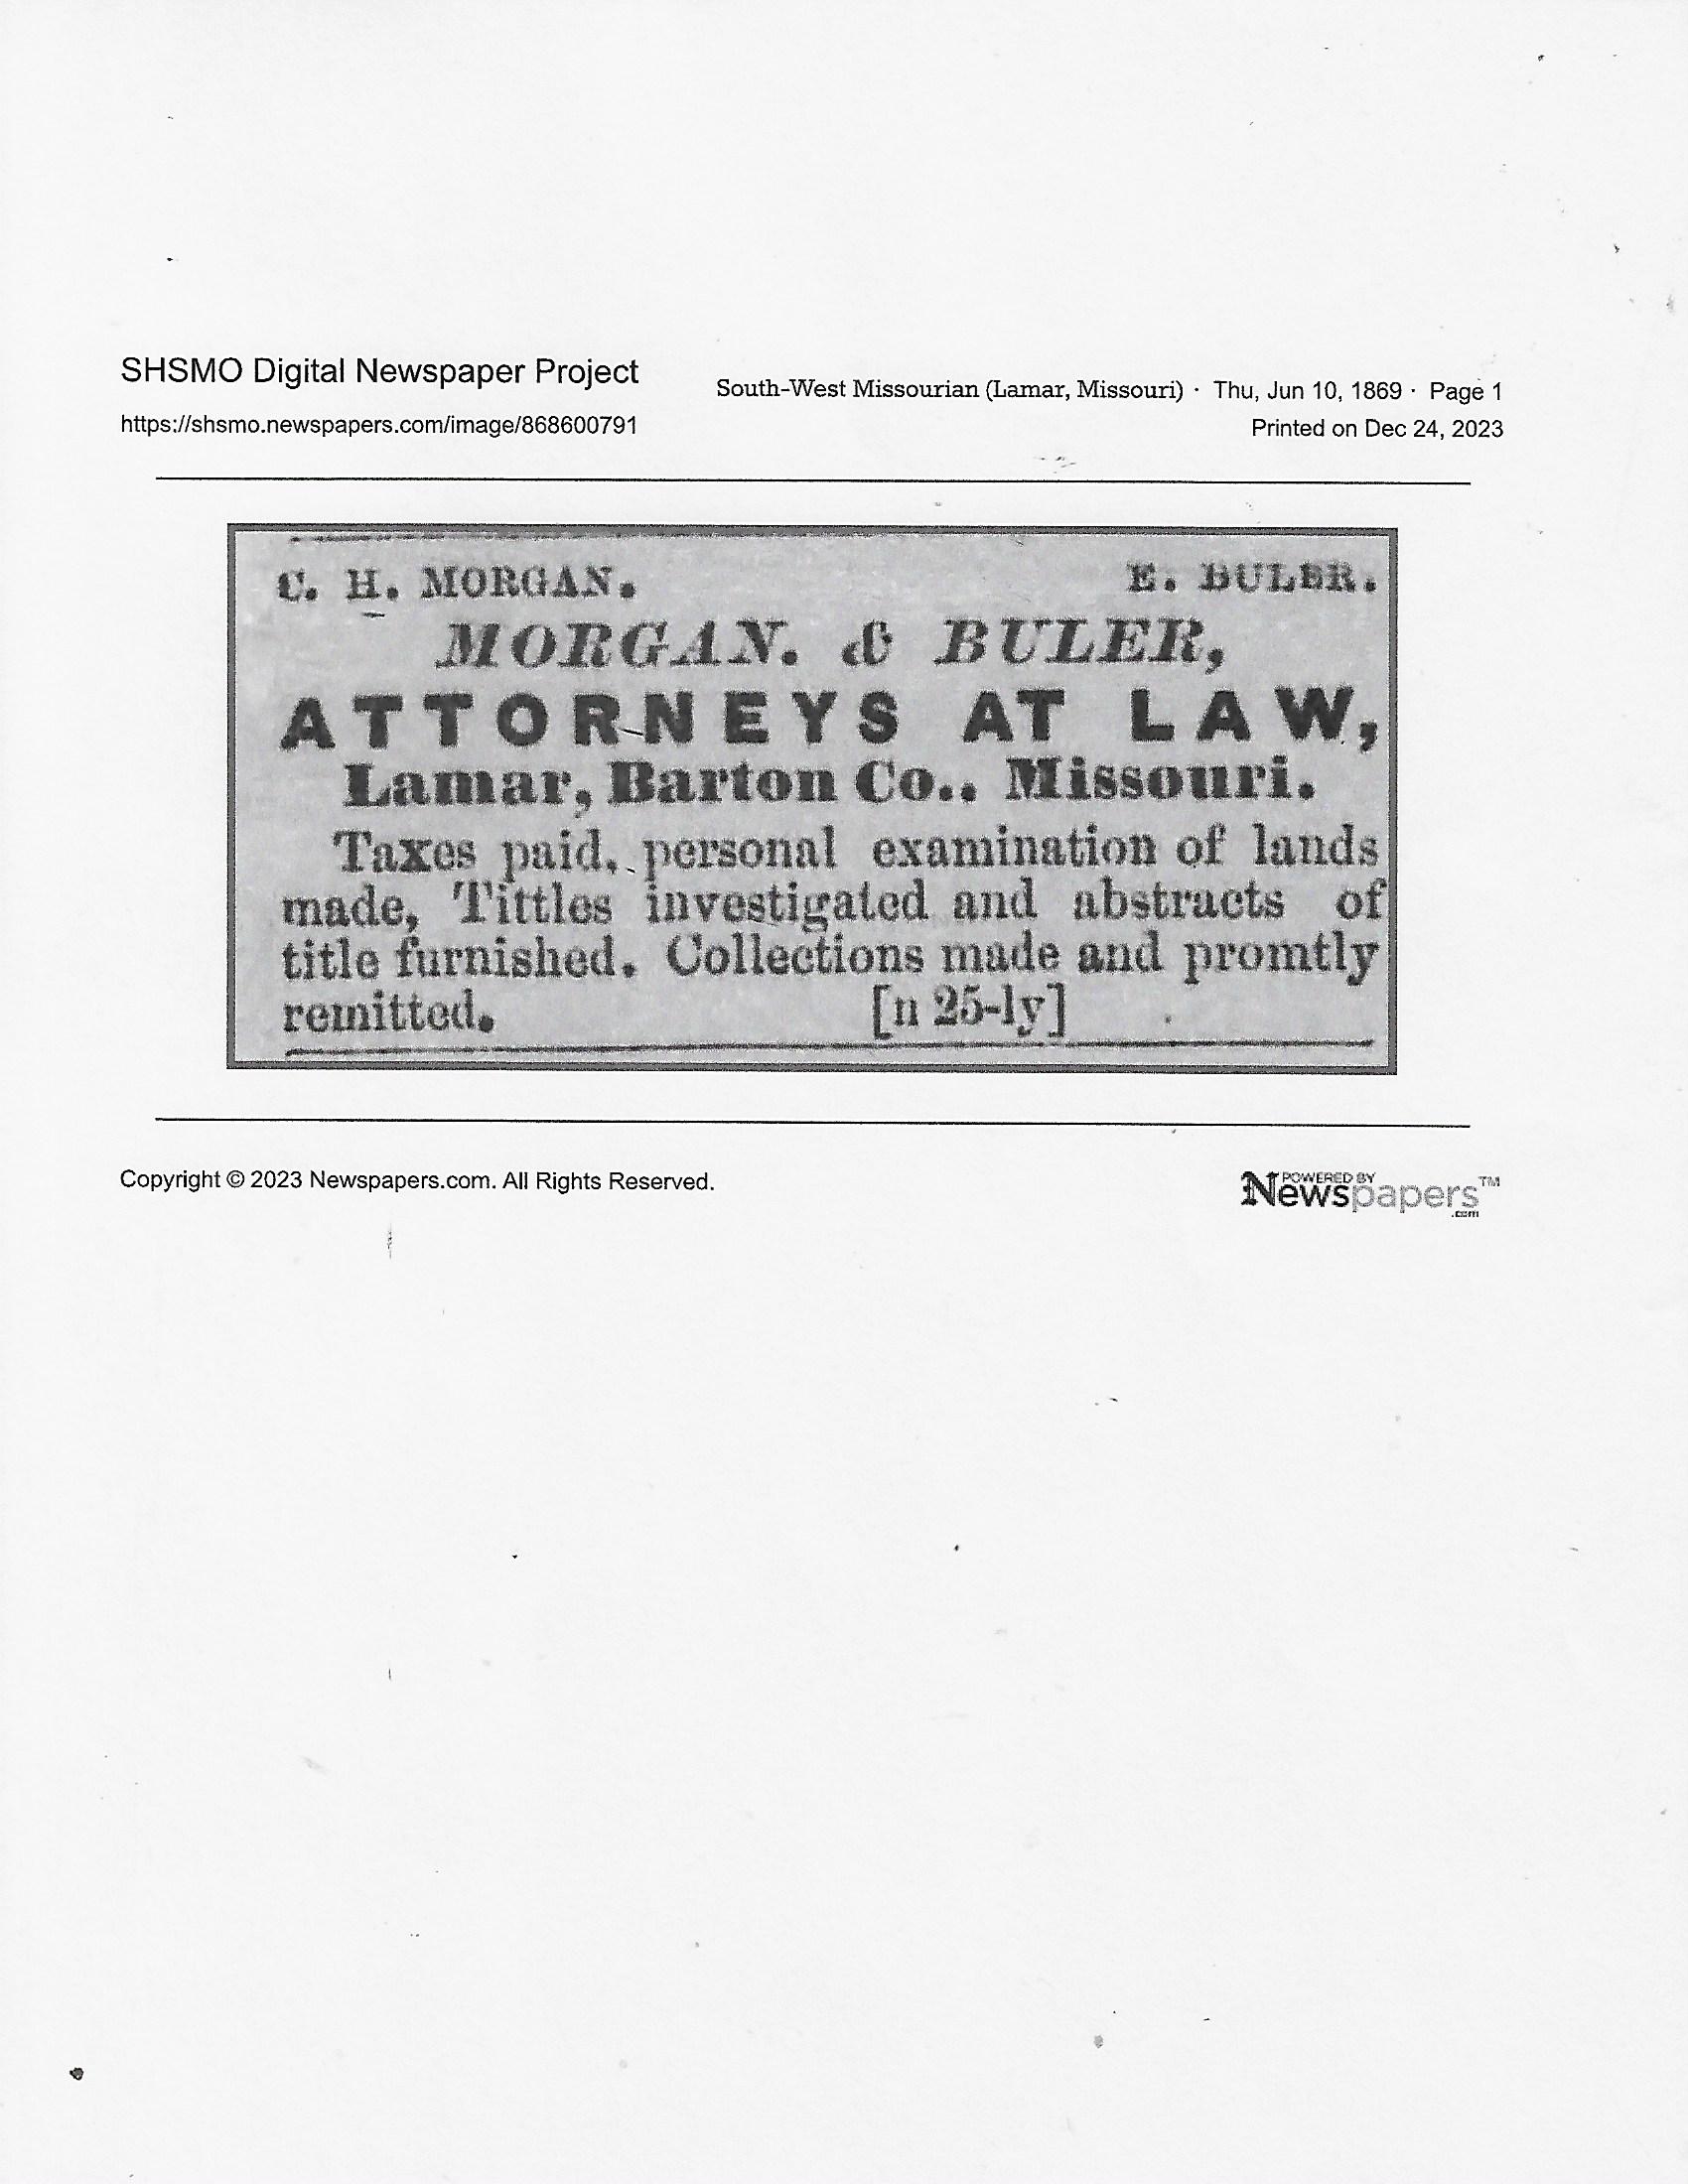 SHSMO Digital Newspaper Project
https://shsmo.newspapers.com/image/868600791
South-West Missourian (Lamar, Missouri) · Thu, Jun 10, 1869 · Page 1
Printed on Dec 24, 2023
C. H. MORGAN. E. BULER.
MORGAN. & BULER,
ATTORNEYS AT LAW,
Lamar, Barton Co.. Missouri.
Taxes paid, personal examination of lands
made, Tittles investigated and abstracts of
title furnished. Collections made and promtly
remitted. [n 25-ly]
Copyright © 2023 Newspapers.com. All Rights Reserved.
POWERED BY
Newspapers™
.com